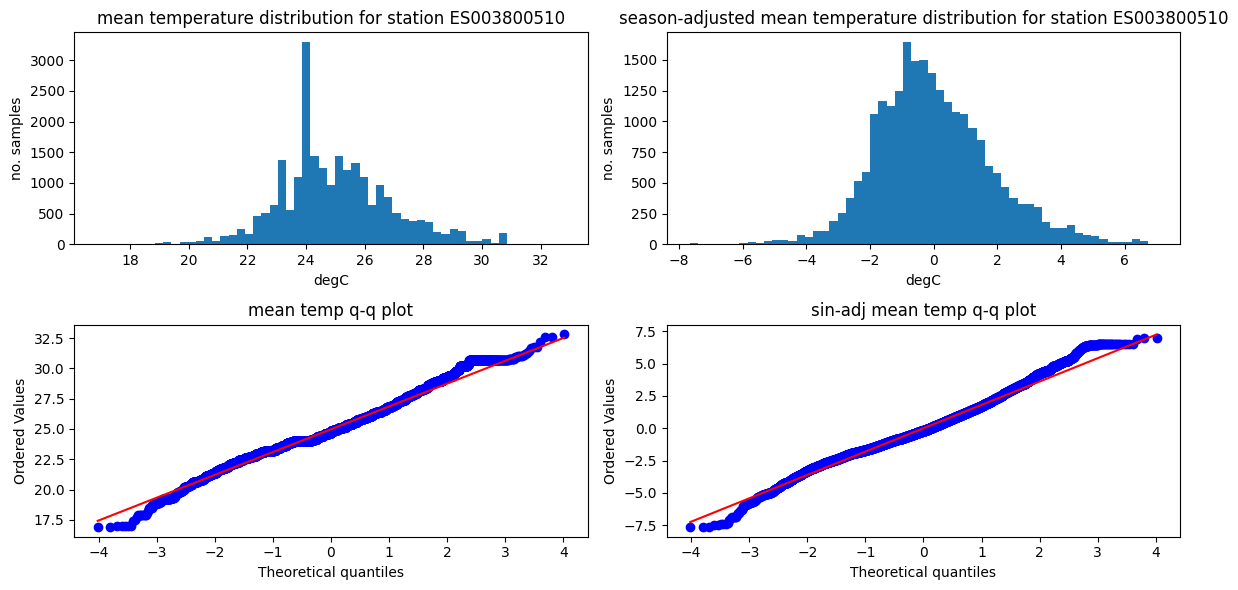 mean temperature distribution for station ES003800510
no. samples
3000
2500
2000
1500
1000
500
0
18 20 22 24 26 28 30 32
degC
season-adjusted mean temperature distribution for station ES003800510
no. samples
1500
1250
1000
750
500
250
0
−8 −6 −4 −2 0 2 4 6
degC
mean temp q-q plot
Ordered Values
32.5
30.0
27.5
25.0
22.5
20.0
17.5
−4 −3 −2 −1 0 1 2 3 4
Theoretical quantiles
sin-adj mean temp q-q plot
Ordered Values
7.5
5.0
2.5
0.0
−2.5
−5.0
−7.5
−4 −3 −2 −1 0 1 2 3 4
Theoretical quantiles